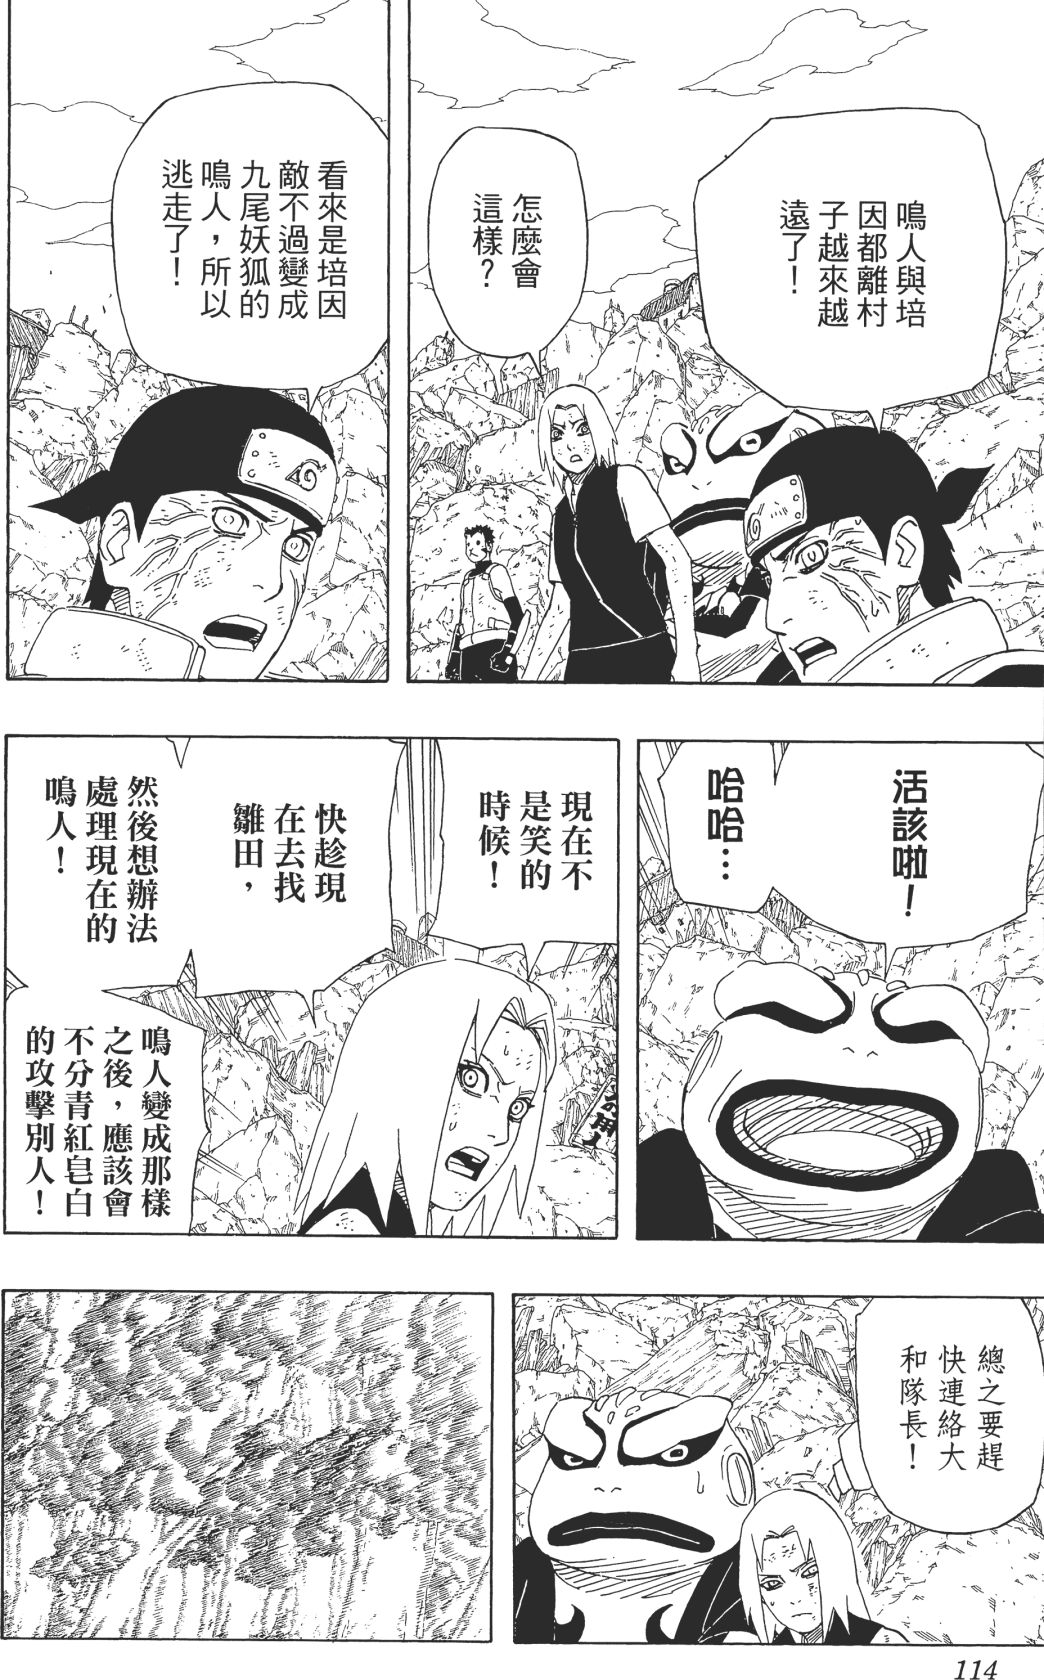 鳴人與培
因都離村
子越來越
遠了！
怎麼會
這樣？
看來是培因
敵不過變成
九尾妖狐的
鳴人，所以
逃走了！
活該啦！
哈哈…
現在不
是笑的
時候！
快趁現
在去找
雛田，
然後想辦法
處理現在的
鳴人！
鳴人變成那樣
之後，應該會
不分青紅皂白
的攻擊別人！
の用心
總之要趕
快連絡大
和隊長！
114